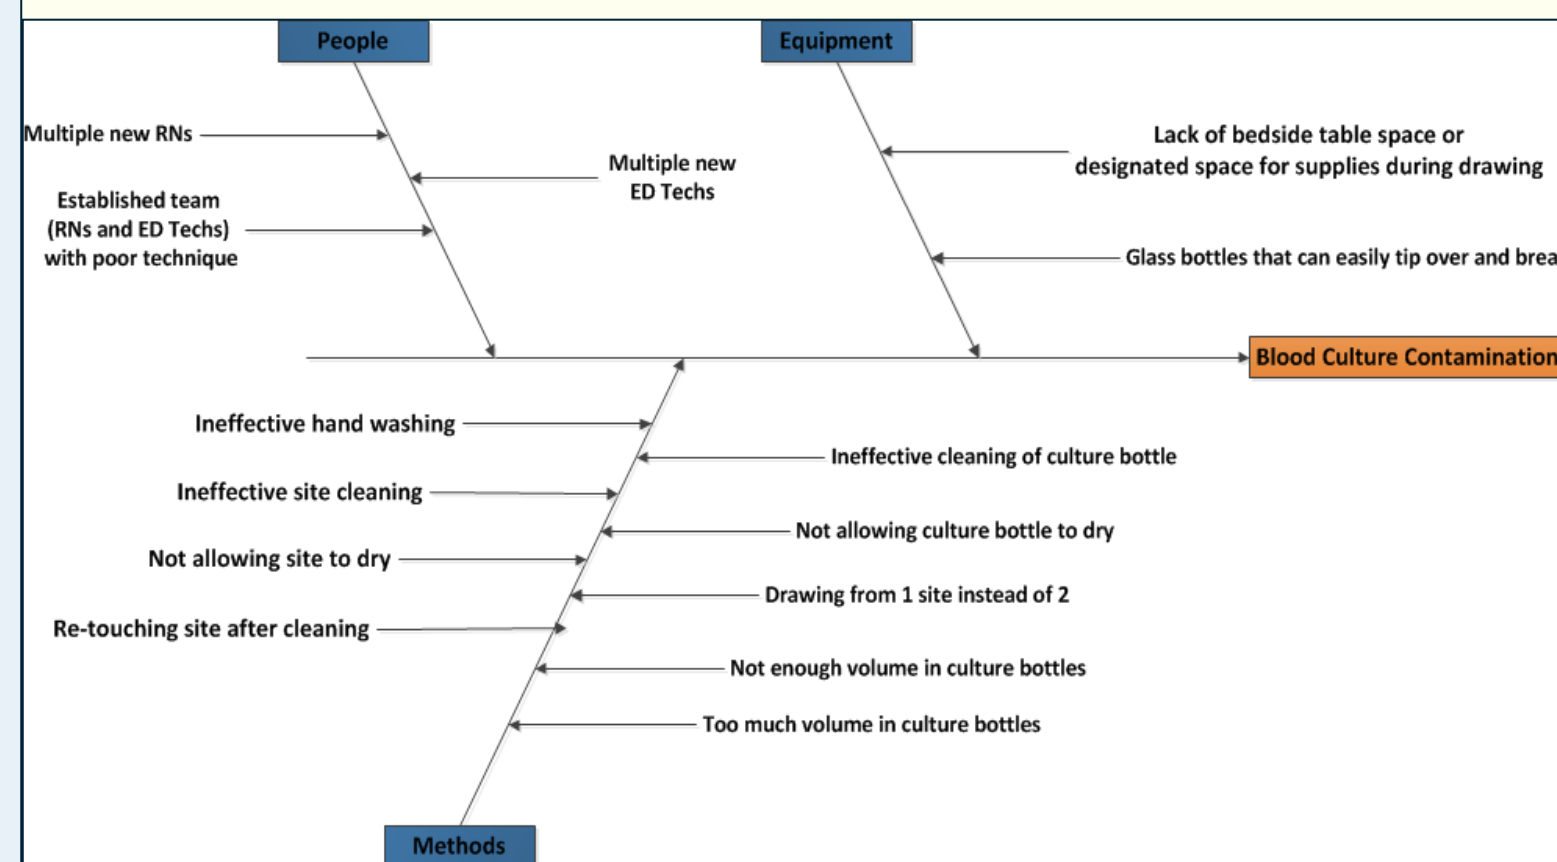 People
Equipment
Multiple new RNs
Multiple new
ED Techs
Established team
(RNs and ED Techs)
with poor technique
Lack of bedside table space or
designated space for supplies during drawing
Glass bottles that can easily tip over and
Blood Culture Contamination
Ineffective hand washing
Ineffective cleaning of culture bottle
Ineffective site cleaning
Not allowing culture bottle to dry
Not allowing site to dry
Drawing from 1 site instead of 2
Re-touching site after cleaning
Not enough volume in culture bottles
Too much volume in culture bottles
Methods